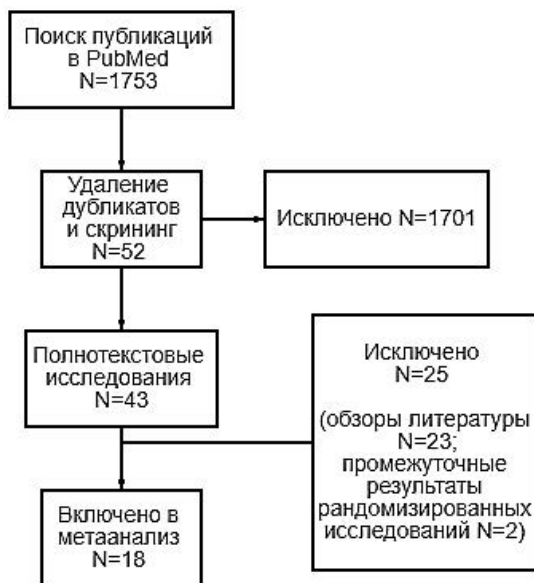 Поиск публикаций
в PubMed
N=1753
Удаление
дубликатов
и скрининг
N=52
Исключено N=1701
Полнотекстовые
исследования
N=43
Исключено
N=25
(обзоры литературы
N=23;
промежуточные
результаты
рандомизированных
исследований N=2)
Включено в
метаанализ
N=18